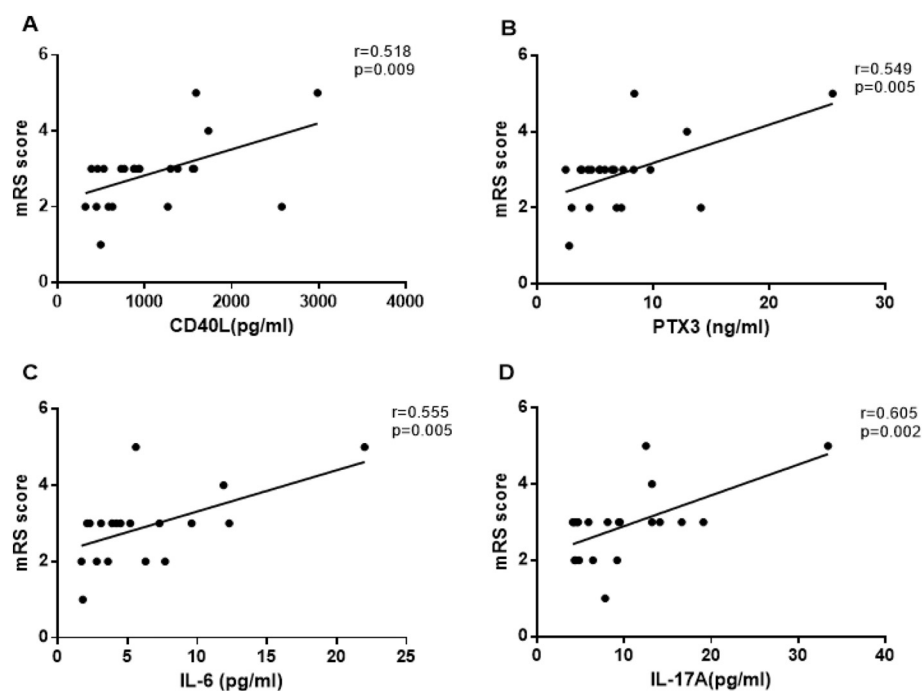 A
r=0.518
p=0.009
mRS score
6
4
2
0
0 1000 2000 3000 4000
CD40L(pg/ml)
B
r=0.549
p=0.005
mRS score
6
4
2
0
0 10 20 30
PTX3 (ng/ml)
C
r=0.555
p=0.005
mRS score
6
4
2
0
0 5 10 15 20 25
IL-6 (pg/ml)
D
r=0.605
p=0.002
mRS score
6
4
2
0
0 10 20 30 40
IL-17A(pg/ml)